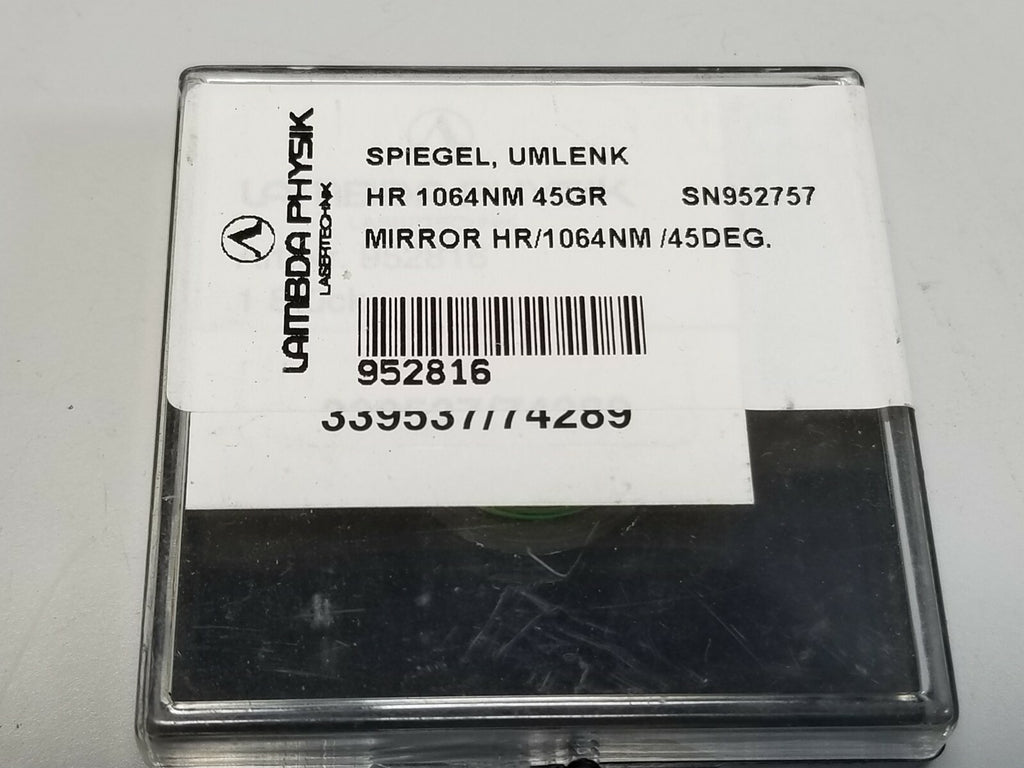 LAMBDA PHYSIK
LASERTECHNIK
SPIEGEL, UMLENK
HR 1064NM 45GR SN952757
MIRROR HR/1064NM /45DEG.
952816
339537/74289